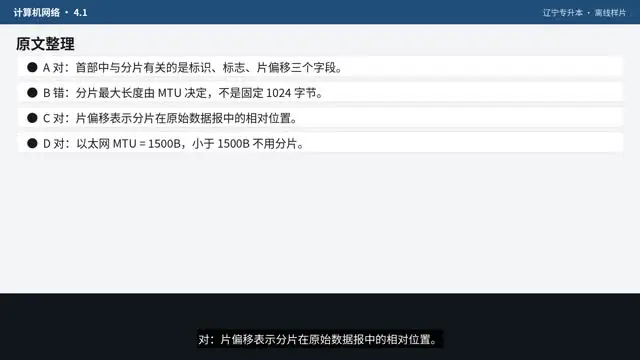 计算机网络 · 4.1
辽宁专升本 · 离线样片
原文整理
● A 对：首部中与分片有关的是标识、标志、片偏移三个字段。
● B 错：分片最大长度由 MTU 决定，不是固定 1024 字节。
● C 对：片偏移表示分片在原始数据报中的相对位置。
● D 对：以太网 MTU = 1500B，小于 1500B 不用分片。
对：片偏移表示分片在原始数据报中的相对位置。